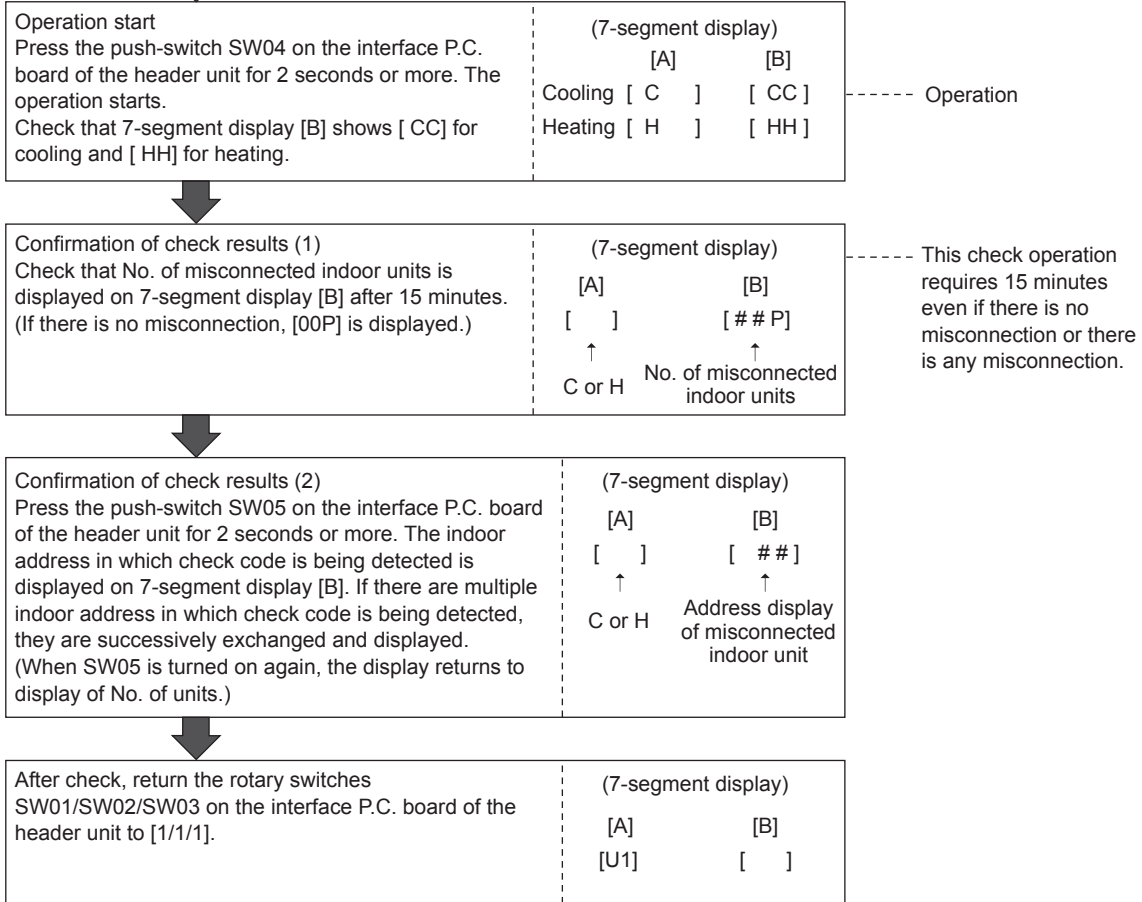 Operation start
Press the push-switch SW04 on the interface P.C.
board of the header unit for 2 seconds or more. The
operation starts.
Check that 7-segment display [B] shows [ CC] for
cooling and [ HH] for heating.
(7-segment display)
[A] [B]
Cooling [ C ] [ CC ]
Heating [ H ] [ HH ]
Operation
Confirmation of check results (1)
Check that No. of misconnected indoor units is
displayed on 7-segment display [B] after 15 minutes.
(If there is no misconnection, [00P] is displayed.)
(7-segment display)
[A] [B]
[ ] [ # # P]
↑ ↑
C or H No. of misconnected
indoor units
This check operation
requires 15 minutes
even if there is no
misconnection or there
is any misconnection.
Confirmation of check results (2)
Press the push-switch SW05 on the interface P.C. board
of the header unit for 2 seconds or more. The indoor
address in which check code is being detected is
displayed on 7-segment display [B]. If there are multiple
indoor address in which check code is being detected,
they are successively exchanged and displayed.
(When SW05 is turned on again, the display returns to
display of No. of units.)
(7-segment display)
[A] [B]
[ ] [ # # ]
↑ ↑
C or H Address display
of misconnected
indoor unit
After check, return the rotary switches
SW01/SW02/SW03 on the interface P.C. board of the
header unit to [1/1/1].
(7-segment display)
[A] [B]
[U1] [ ]